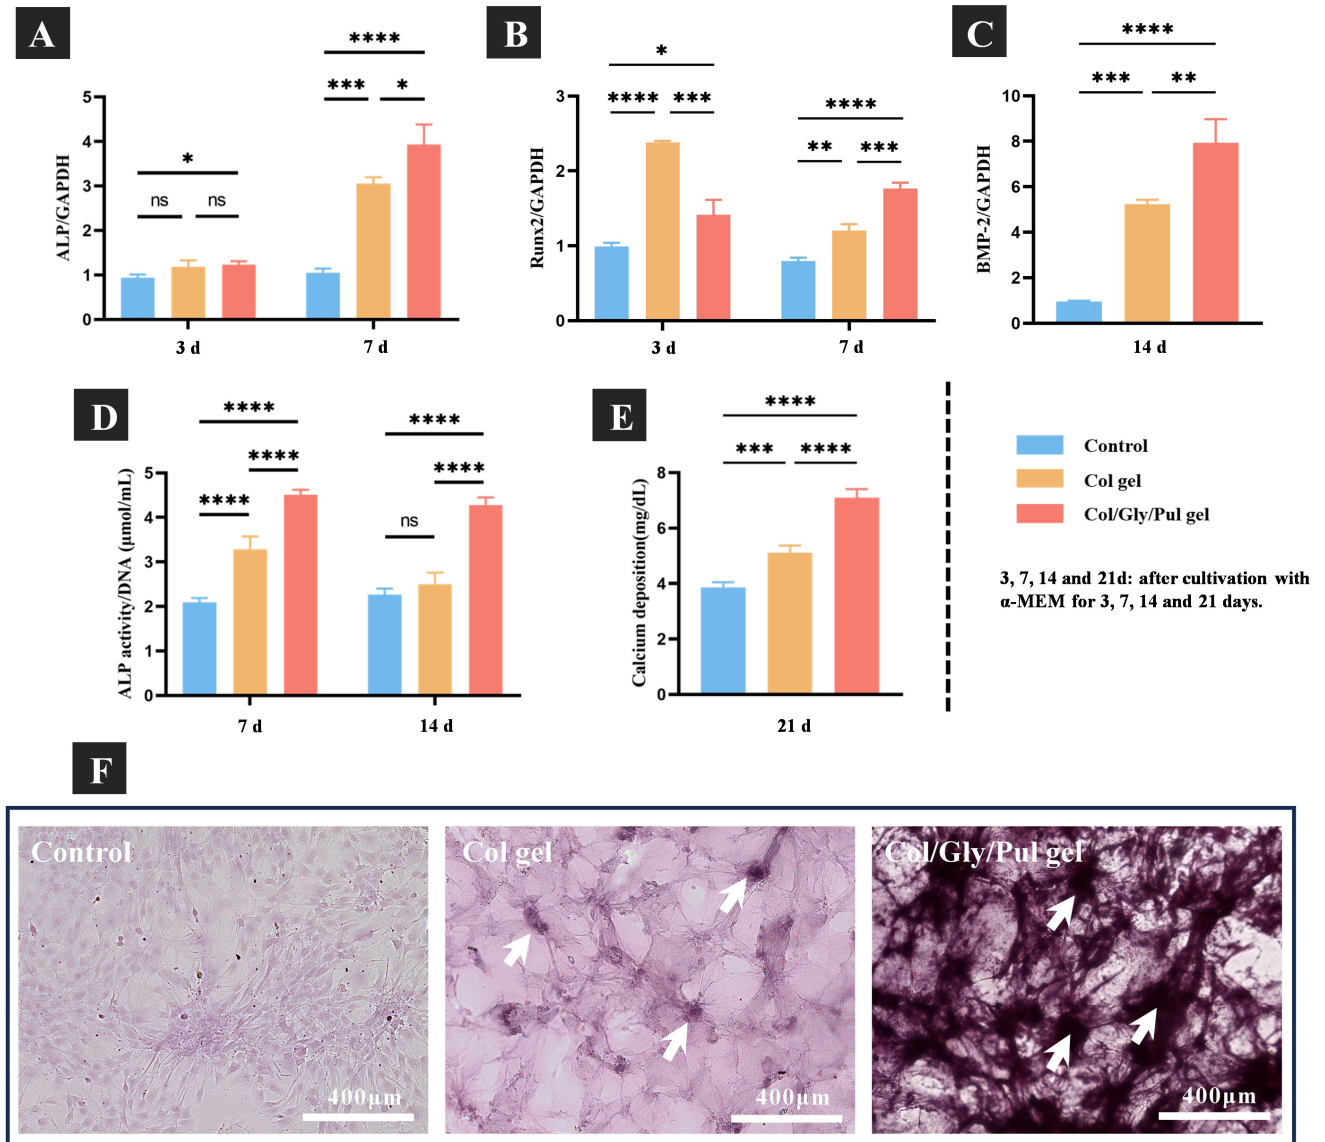 A
ALP/GAPDH
5
4
3
2
1
0
ns
ns
*
***
*
****
3 d
7 d
B
Runx2/GAPDH
3
2
1
0
****
***
*
**
***
****
3 d
7 d
C
BMP-2/GAPDH
10
8
6
4
2
0
***
**
****
14 d
D
ALP activity/DNA (μmol/mL)
5
4
3
2
1
0
****
****
****
ns
****
****
7 d
14 d
E
Calcium deposition(mg/dL)
8
6
4
2
0
***
****
****
21 d
Control
Col gel
Col/Gly/Pul gel
3, 7, 14 and 21d: after cultivation with
α-MEM for 3, 7, 14 and 21 days.
F
Control
400μm
Col gel
400μm
Col/Gly/Pul gel
400μm